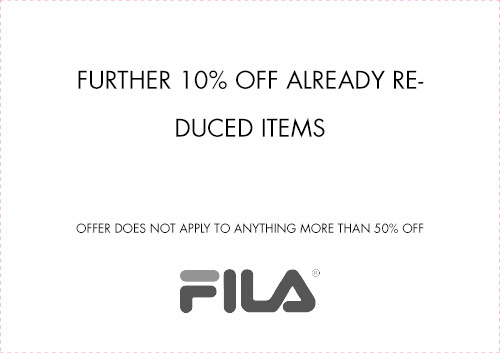 FURTHER 10% OFF ALREADY RE-
DUCED ITEMS
OFFER DOES NOT APPLY TO ANYTHING MORE THAN 50% OFF
FILA®